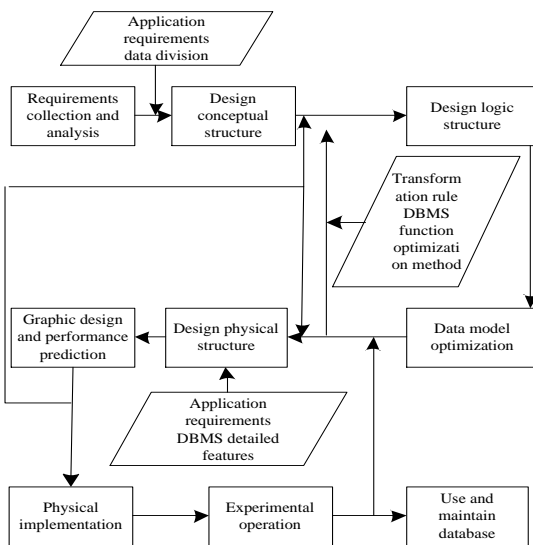 Application
requirements
data division
Requirements
collection and
analysis
Design
conceptual
structure
Design logic
structure
Transform
ation rule
DBMS
function
optimizati
on method
Graphic design
and performance
prediction
Design physical
structure
Data model
optimization
Application
requirements
DBMS detailed
features
Physical
implementation
Experimental
operation
Use and
maintain
database